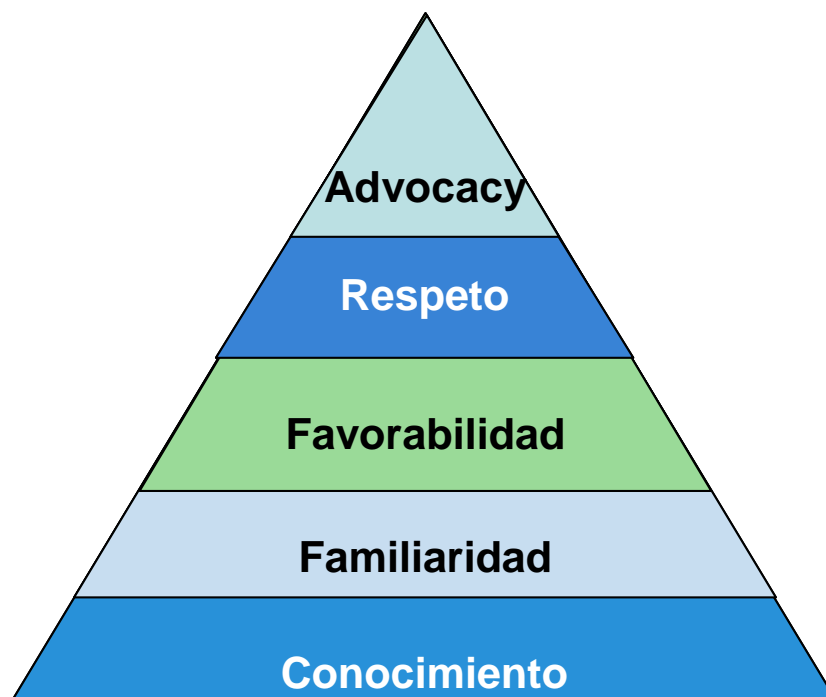 Advocacy
Respeto
Favorabilidad
Familiaridad
Conocimiento